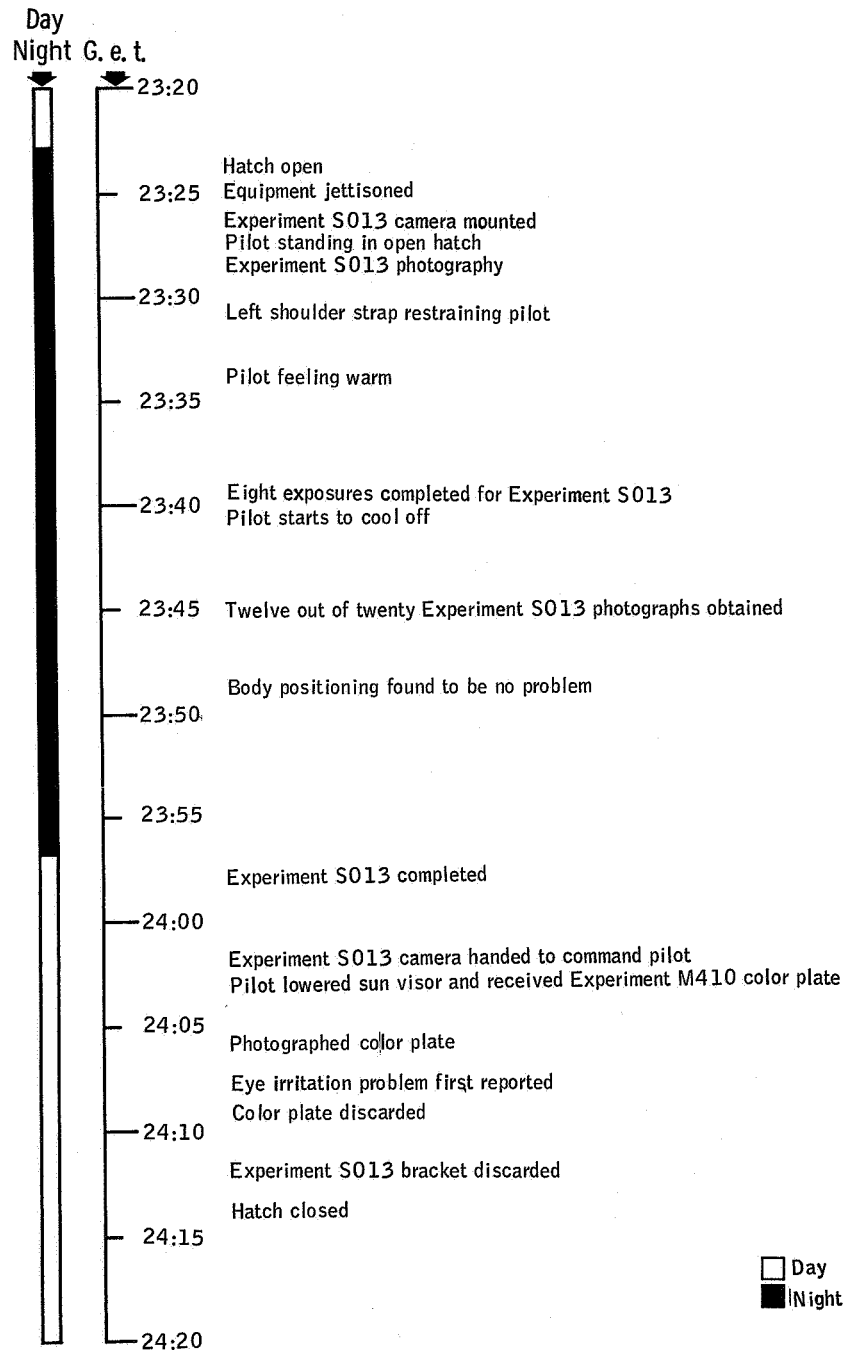 Day
Night G. e. t.
23:20
Hatch open
23:25 Equipment jettisoned
Experiment S013 camera mounted
Pilot standing in open hatch
Experiment S013 photography
23:30
Left shoulder strap restraining pilot
Pilot feeling warm
23:35
Eight exposures completed for Experiment S013
23:40
Pilot starts to cool off
23:45 Twelve out of twenty Experiment S013 photographs obtained
Body positioning found to be no problem
23:50
23:55
Experiment S013 completed
24:00
Experiment S013 camera handed to command pilot
Pilot lowered sun visor and received Experiment M410 color plate
24:05
Photographed color plate
Eye irritation problem first reported
Color plate discarded
24:10
Experiment S013 bracket discarded
Hatch closed
24:15
Day
Night
24:20